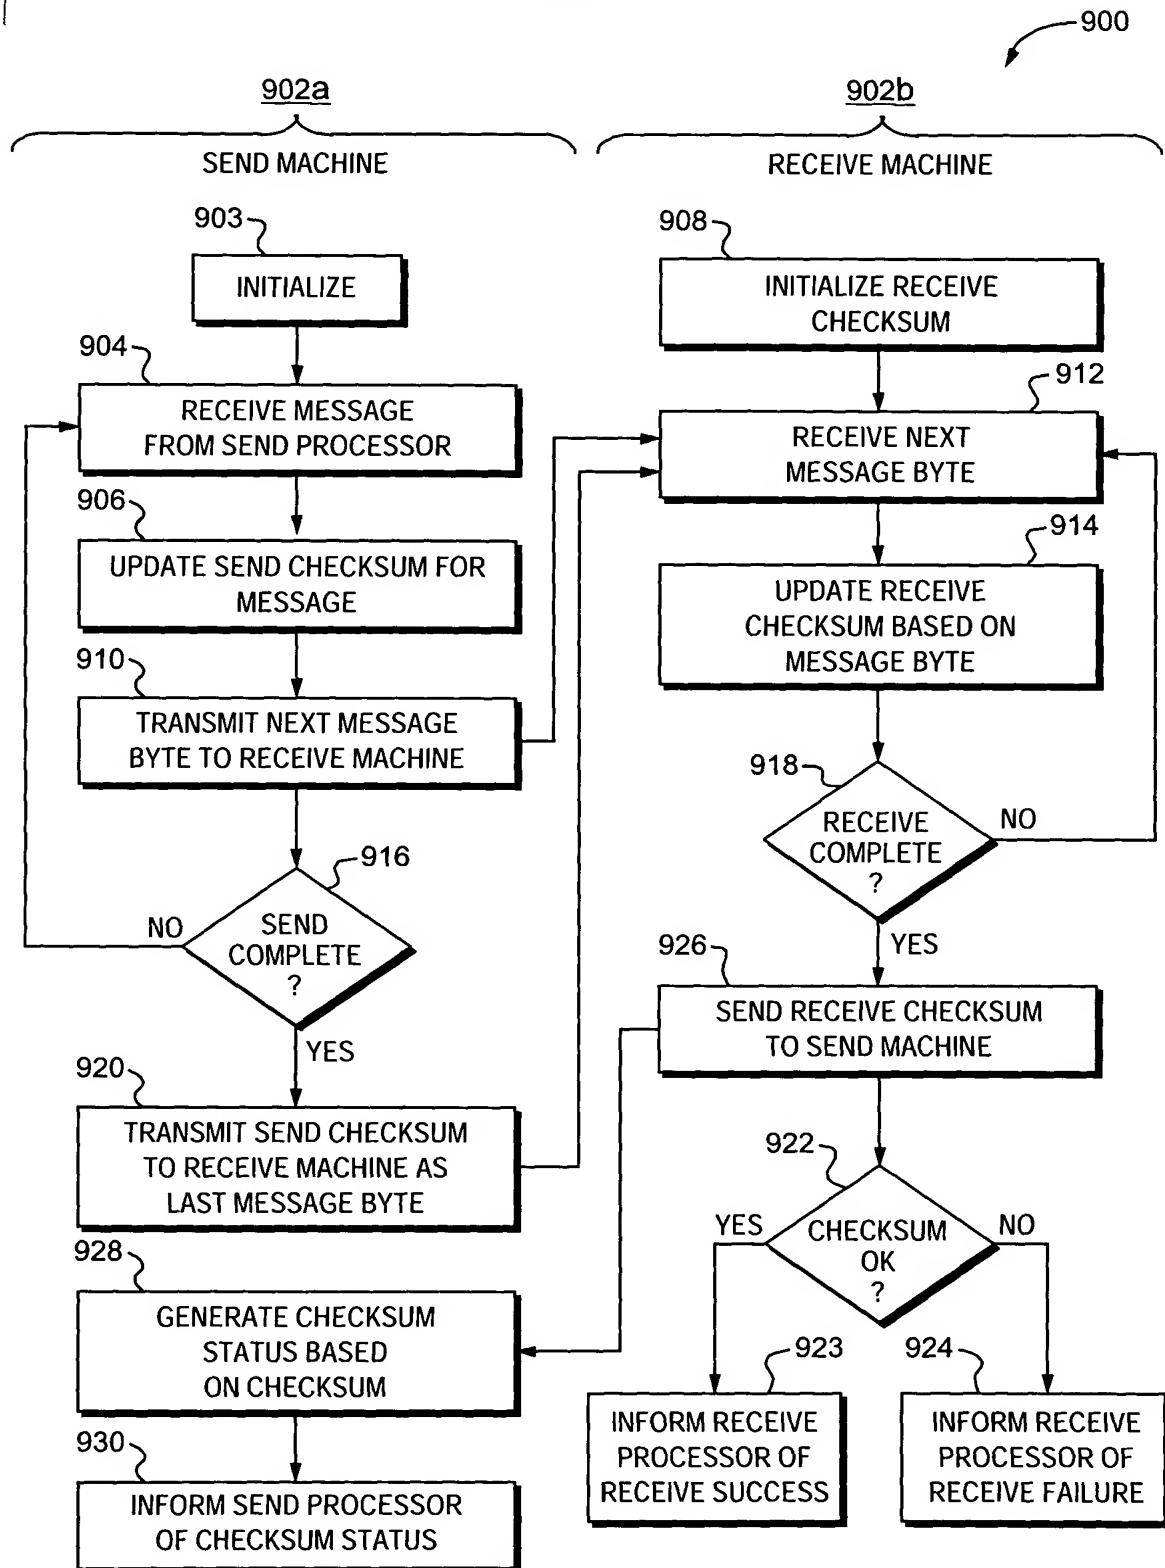 900
902a
SEND MACHINE
903
INITIALIZE
904
RECEIVE MESSAGE
FROM SEND PROCESSOR
906
UPDATE SEND CHECKSUM FOR
MESSAGE
910
TRANSMIT NEXT MESSAGE
BYTE TO RECEIVE MACHINE
916
SEND
COMPLETE
?
NO
YES
920
TRANSMIT SEND CHECKSUM
TO RECEIVE MACHINE AS
LAST MESSAGE BYTE
928
GENERATE CHECKSUM
STATUS BASED
ON CHECKSUM
930
INFORM SEND PROCESSOR
OF CHECKSUM STATUS
902b
RECEIVE MACHINE
908
INITIALIZE RECEIVE
CHECKSUM
912
RECEIVE NEXT
MESSAGE BYTE
914
UPDATE RECEIVE
CHECKSUM BASED ON
MESSAGE BYTE
918
RECEIVE
COMPLETE
?
NO
YES
926
SEND RECEIVE CHECKSUM
TO SEND MACHINE
922
CHECKSUM
OK
?
YES
NO
923
INFORM RECEIVE
PROCESSOR OF
RECEIVE SUCCESS
924
INFORM RECEIVE
PROCESSOR OF
RECEIVE FAILURE